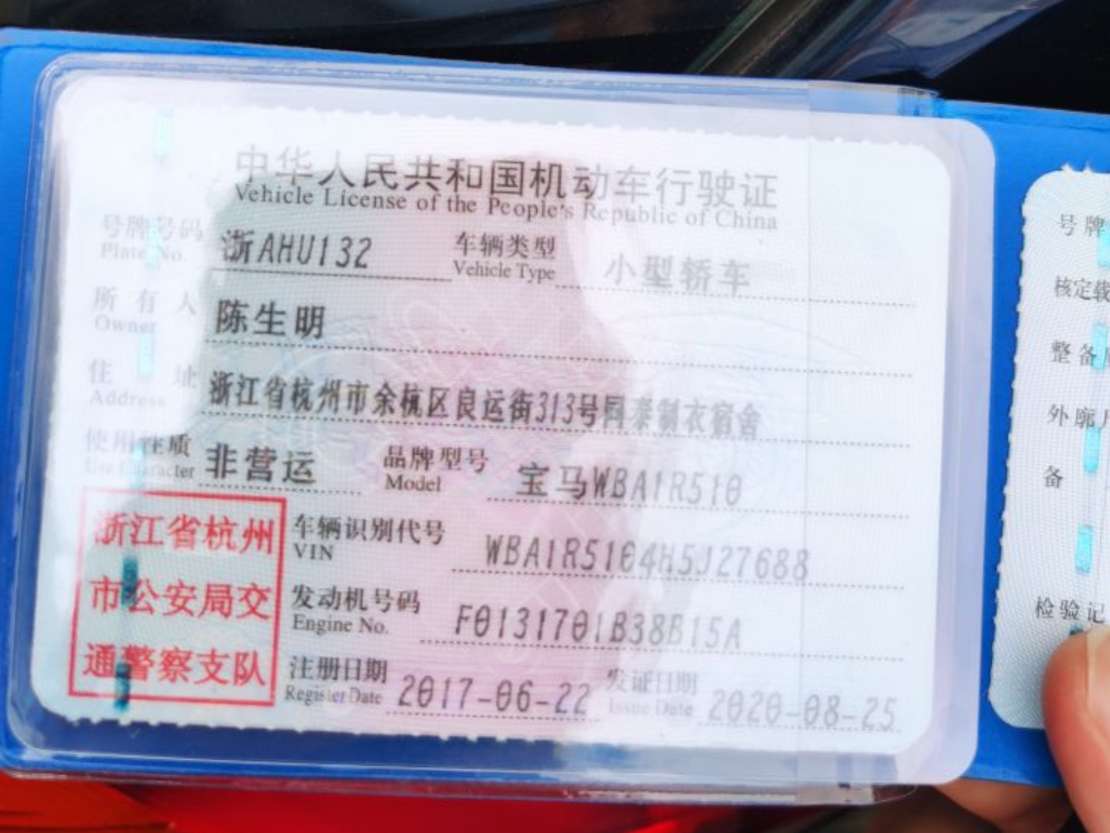 中华人民共和国机动车行驶证
Vehicle License of the People's Republic of China
号牌号码 浙AHU132 车辆类型 小型轿车
Plate No. Vehicle Type
所有人 陈生明
Owner
住址 浙江省杭州市余杭区良运街313号国泰制衣宿舍
Address
使用性质 非营运 品牌型号 宝马WBA1R510
Use Character Model
浙江省杭州
市公安局交
通警察支队
车辆识别代号 WBA1R5104H5J27688
VIN
发动机号码 F0131701B38B15A
Engine No.
注册日期 2017-06-22 发证日期 2020-08-25
Register Date Issue Date
号牌
核定载
整备
外廓
备
检验记